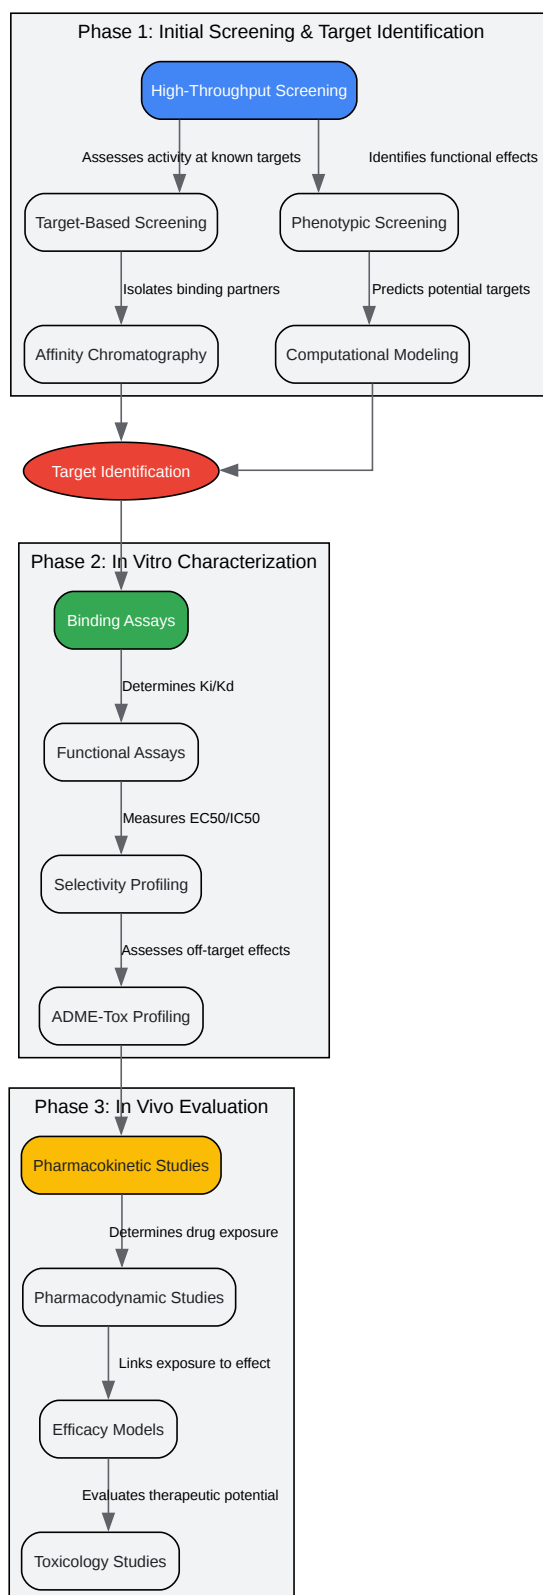 Phase 1: Initial Screening & Target Identification
High-Throughput Screening
Assesses activity at known targets
Identifies functional effects
Target-Based Screening
Phenotypic Screening
Isolates binding partners
Predicts potential targets
Affinity Chromatography
Computational Modeling
Target Identification
Phase 2: In Vitro Characterization
Binding Assays
Determines Ki/Kd
Functional Assays
Measures EC50/IC50
Selectivity Profiling
Assesses off-target effects
ADME-Tox Profiling
Phase 3: In Vivo Evaluation
Pharmacokinetic Studies
Determines drug exposure
Pharmacodynamic Studies
Links exposure to effect
Efficacy Models
Evaluates therapeutic potential
Toxicology Studies